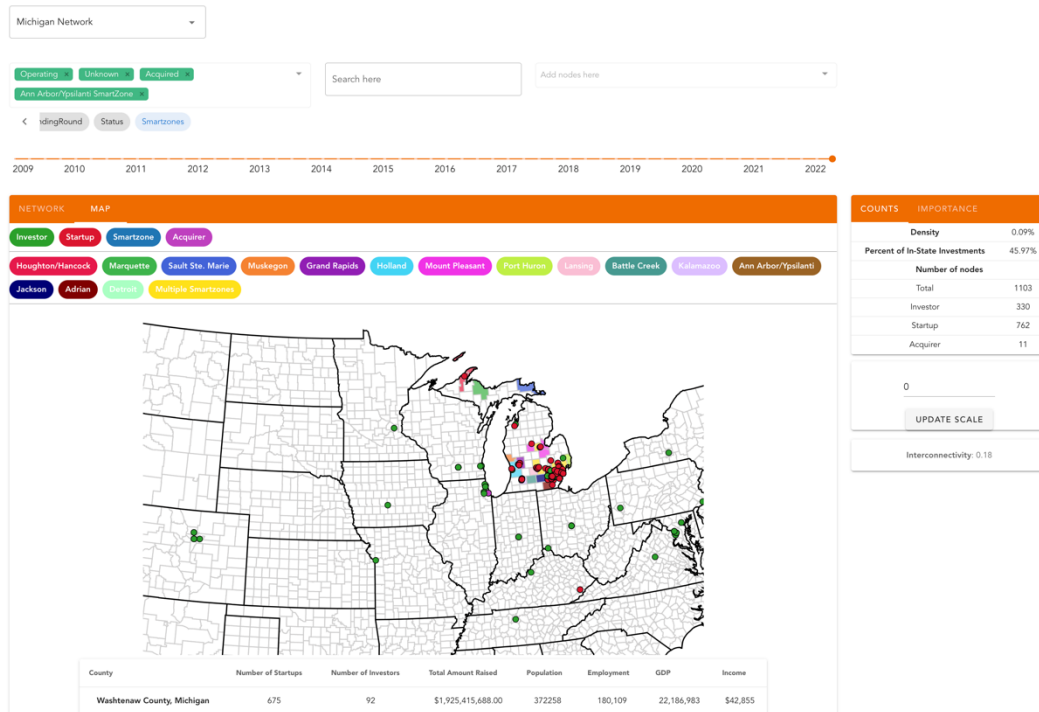 Michigan Network
Operating × Unknown × Acquired ×
Ann Arbor/Ypsilanti SmartZone ×
Search here
Add nodes here
ndingRound Status Smartzones
2009 2010 2011 2012 2013 2014 2015 2016 2017 2018 2019 2020 2021 2022
NETWORK MAP
Investor Startup Smartzone Acquirer
Houghton/Hancock Marquette Sault Ste. Marie Muskegon Grand Rapids Holland Mount Pleasant Port Huron Lansing Battle Creek Kalamazoo Ann Arbor/Ypsilanti
Jackson Adrian Detroit Multiple Smartzones
County Number of Startups Number of Investors Total Amount Raised Population Employment GDP Income
Washtenaw County, Michigan 675 92 $1,925,415,688.00 372258 180,109 22,186,983 $42,855
COUNTS IMPORTANCE
Density 0.09%
Percent of In-State Investments 45.97%
Number of nodes
Total 1103
Investor 330
Startup 762
Acquirer 11
0
UPDATE SCALE
Interconnectivity: 0.18